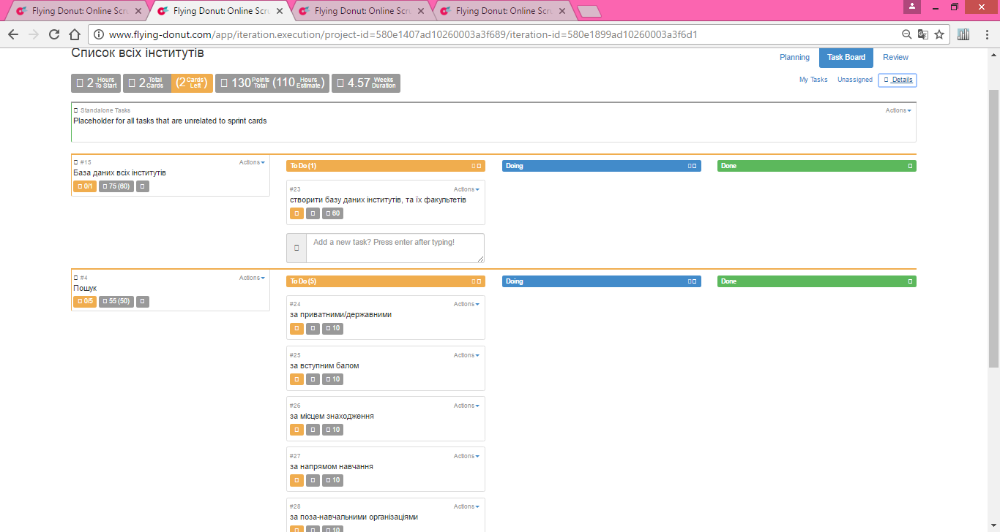 Flying Donut: Online Scru
Flying Donut: Online Scru
Flying Donut: Online Scru
Flying Donut: Online Scru
www.flying-donut.com/app/iteration.execution/project-id=580e1407ad10260003a3f689/iteration-id=580e1899ad10260003a3f6d1
Список всіх інститутів
Planning Task Board Review
2 Hours To Start 2 Total Cards (2 Cards Left) 130 Points Total (110 Hours Estimate) 4.57 Weeks Duration
My Tasks Unassigned Details
Standalone Tasks Actions
Placeholder for all tasks that are unrelated to sprint cards
#15 Actions
База даних всіх інститутів
0/1 75 (60)
To Do (1) Doing Done
#23 Actions
створити базу даних інститутів, та їх факультетів
60
Add a new task? Press enter after typing!
#4 Actions
Пошук
0/5 55 (50)
To Do (5) Doing Done
#24 Actions
за приватними/державними
10
#25 Actions
за вступним балом
10
#26 Actions
за місцем знаходження
10
#27 Actions
за напрямом навчання
10
#28 Actions
за поза-навчальними організаціями
10